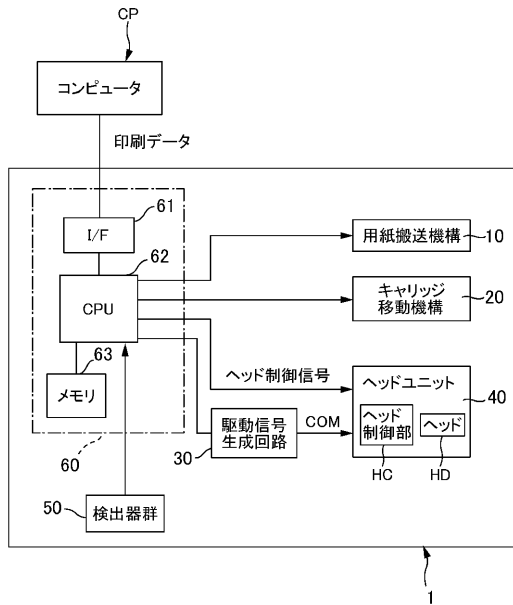 CP
コンピュータ
印刷データ
61
I/F
62
CPU
63
メモリ
60
50
検出器群
用紙搬送機構
10
キャリッジ
移動機構
20
ヘッド制御信号
駆動信号
生成回路
30
COM
ヘッドユニット
40
ヘッド
制御部
ヘッド
HC
HD
1